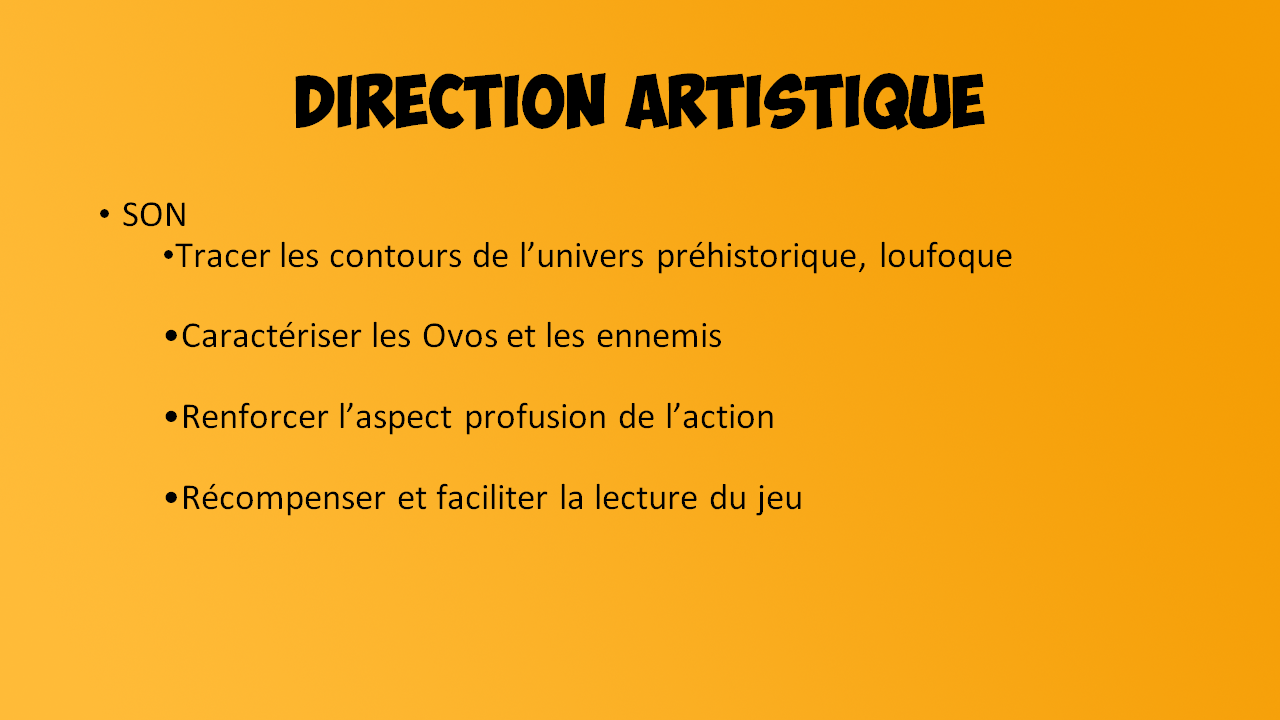 DIRECTION ARTISTIQUE
• SON
•Tracer les contours de l’univers préhistorique, loufoque
•Caractériser les Ovos et les ennemis
•Renforcer l’aspect profusion de l’action
•Récompenser et faciliter la lecture du jeu